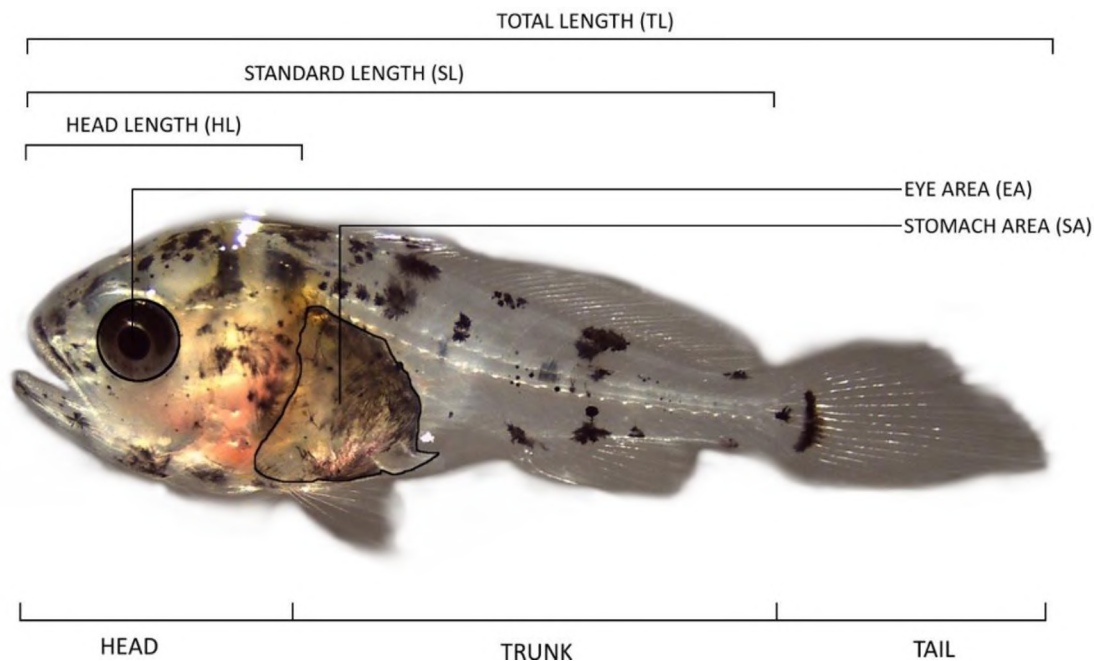 TOTAL LENGTH (TL)
STANDARD LENGTH (SL)
HEAD LENGTH (HL)
EYE AREA (EA)
STOMACH AREA (SA)
HEAD
TRUNK
TAIL